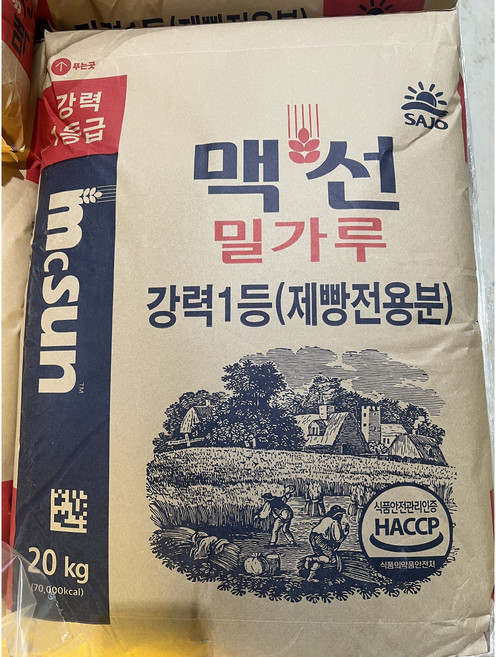 푸는곳
강력
1등급
SAJO
맥선
밀가루
강력1등(제빵전용분)
mcsun
TM
20 kg
(70,000kcal)
식품안전관리인증
HACCP
식품의약품안전처